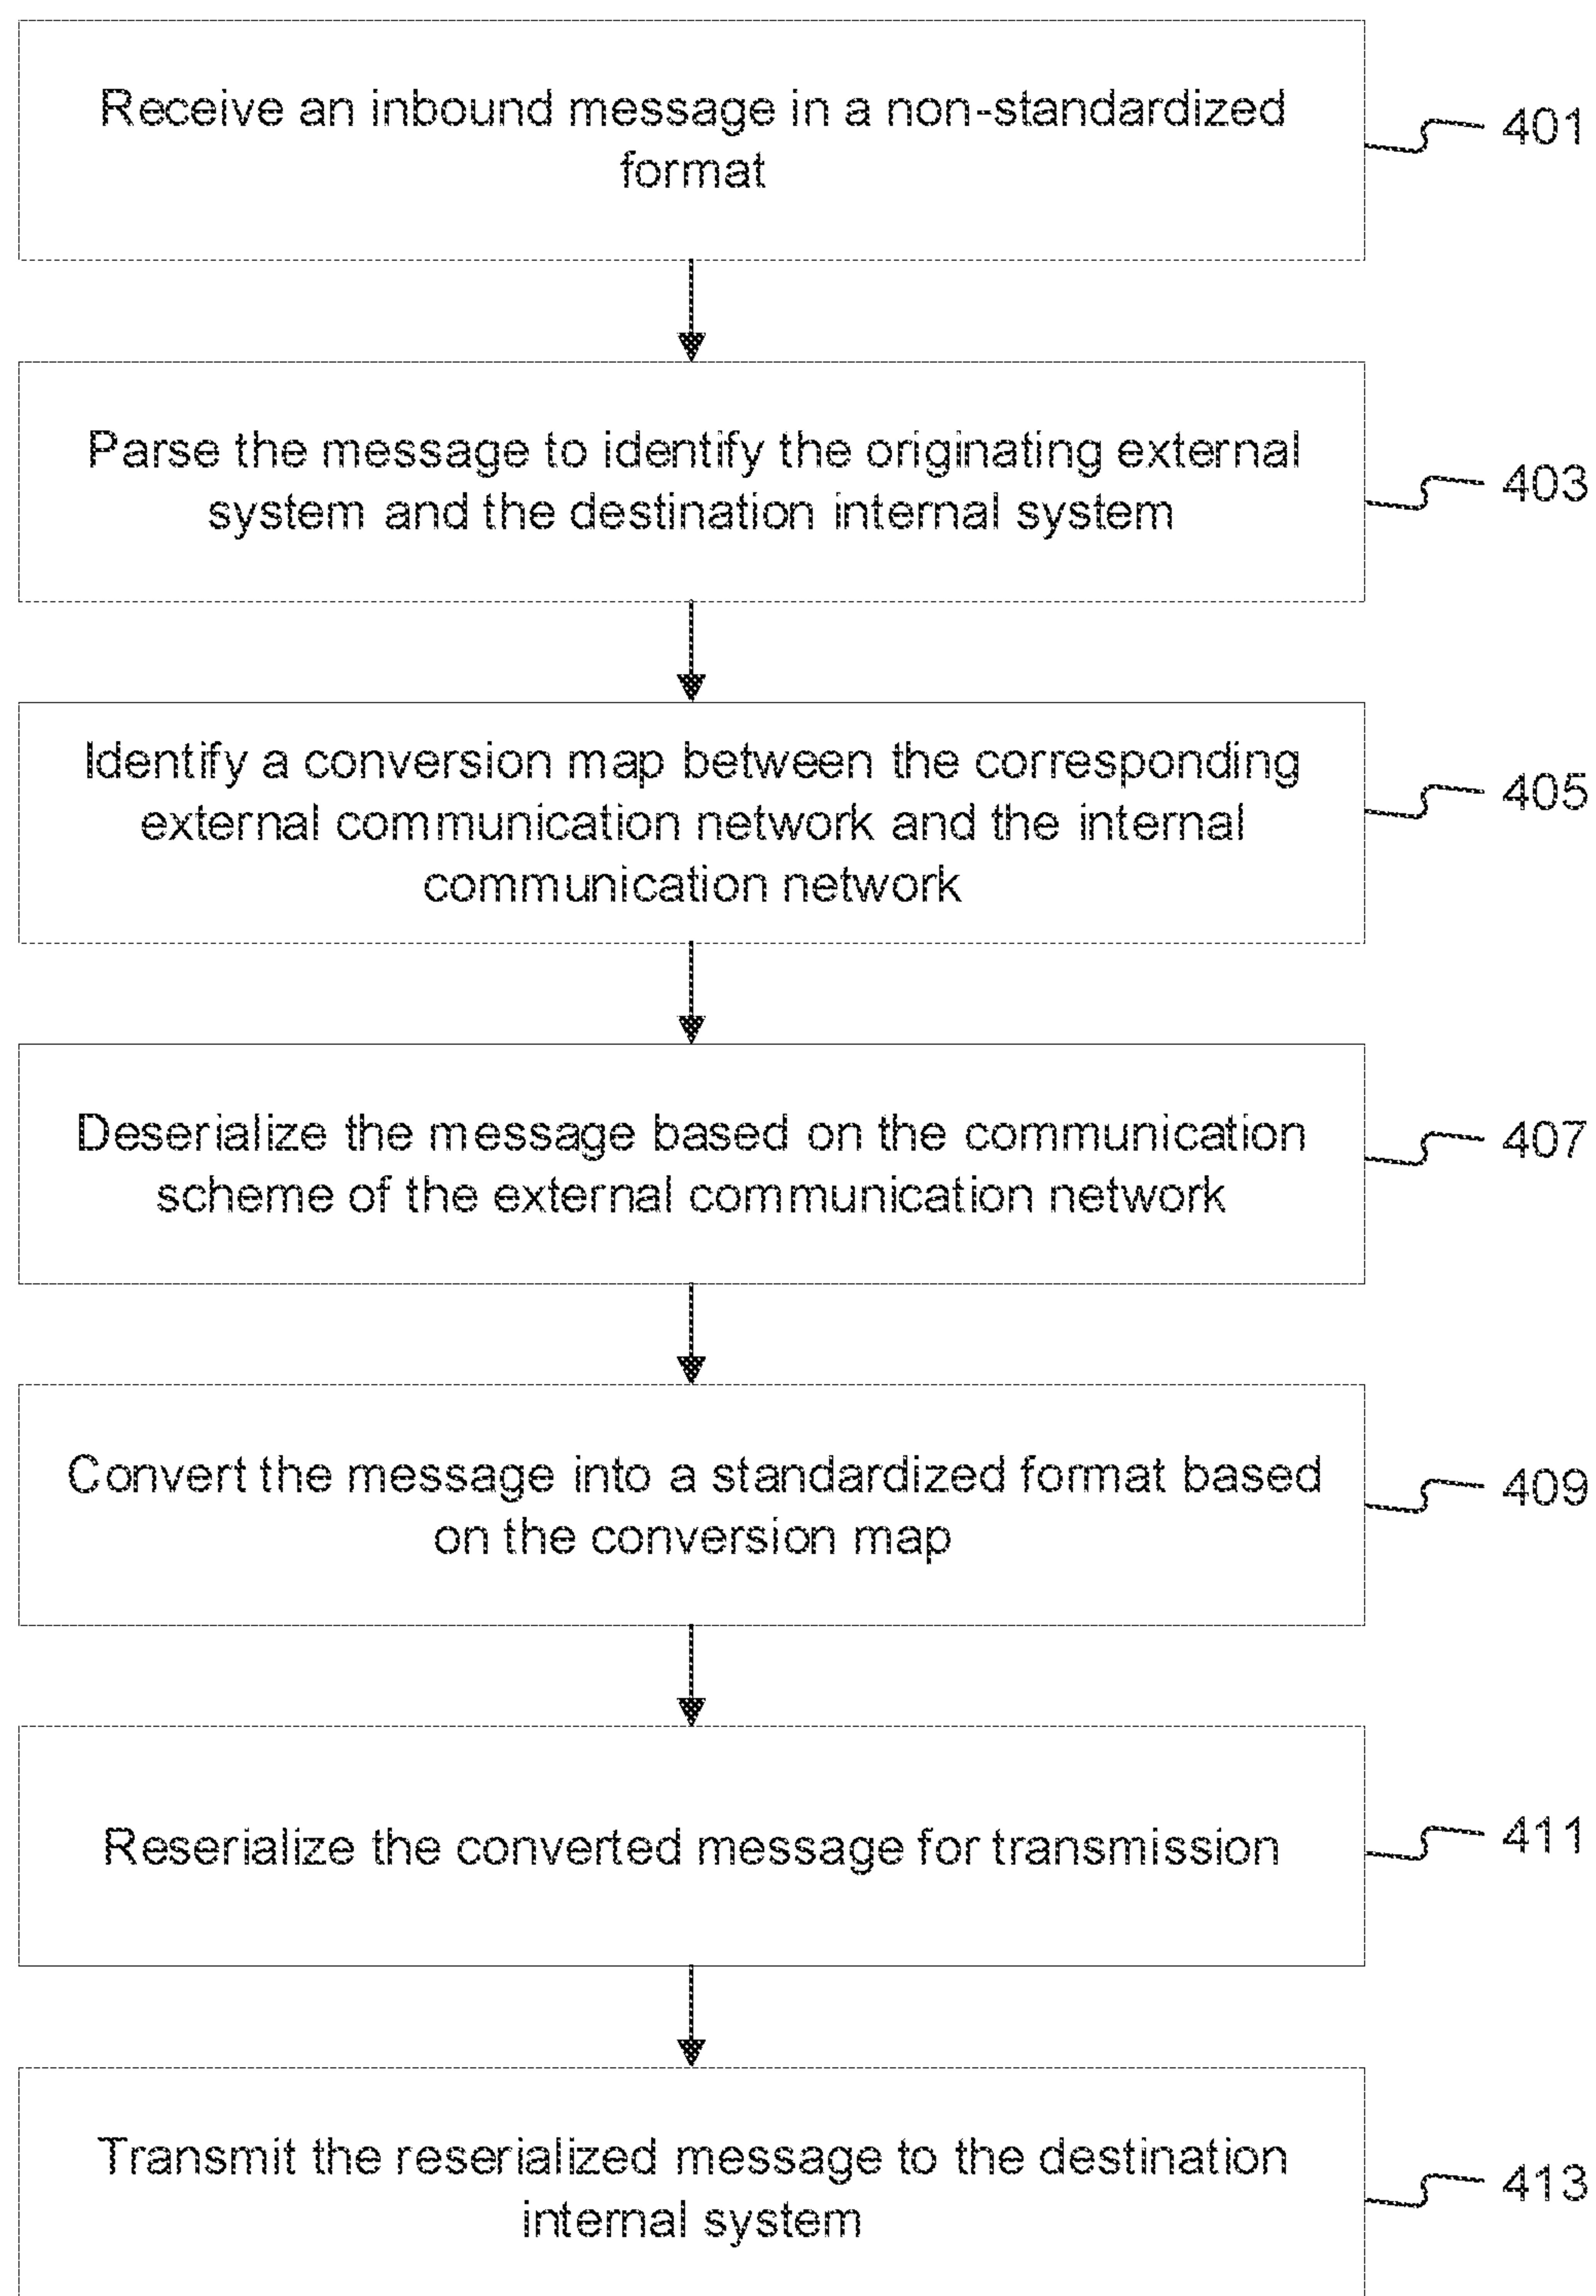 Receive an inbound message in a non-standardized
format
401
Parse the message to identify the originating external
system and the destination internal system
403
Identify a conversion map between the corresponding
external communication network and the internal
communication network
405
Deserialize the message based on the communication
scheme of the external communication network
407
Convert the message into a standardized format based
on the conversion map
409
Reserialize the converted message for transmission
411
Transmit the reserialized message to the destination
internal system
413